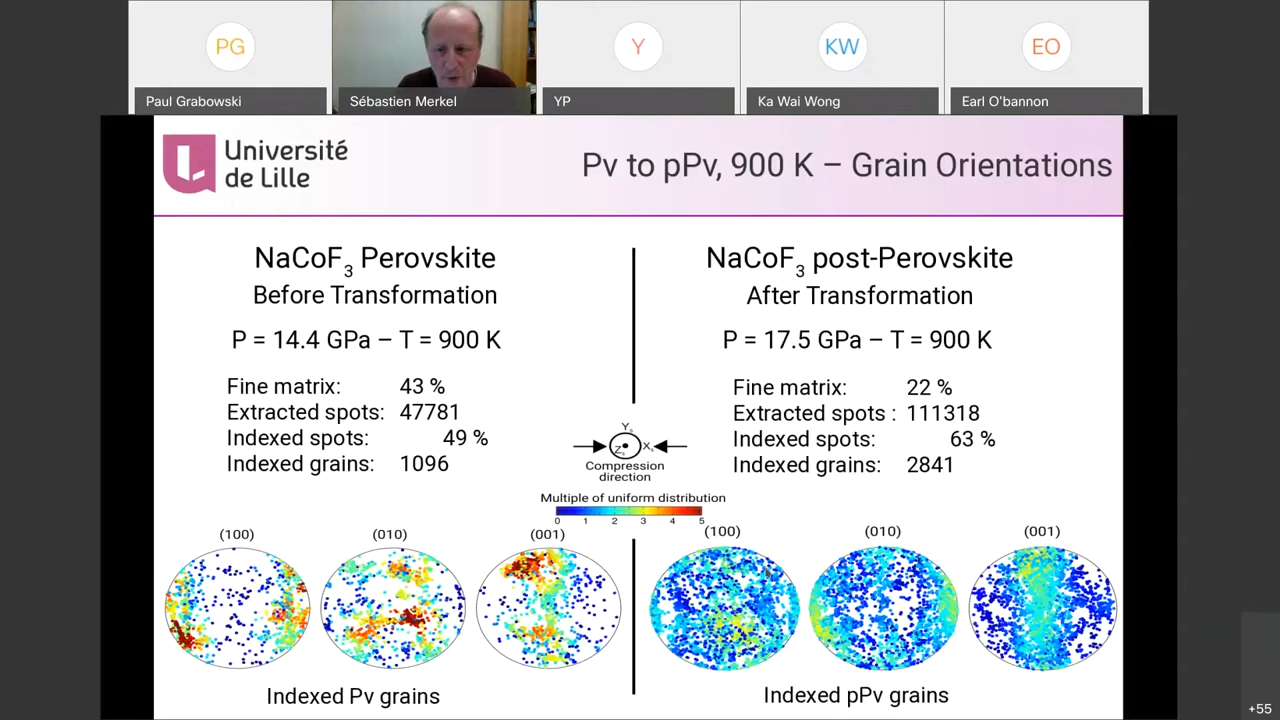 PG
Y
KW
EO
Paul Grabowski
Sébastien Merkel
YP
Ka Wai Wong
Earl O'bannon
Université
de Lille
Pv to pPv, 900 K – Grain Orientations
NaCoF3 Perovskite
Before Transformation
P = 14.4 GPa – T = 900 K
Fine matrix: 43 %
Extracted spots: 47781
Indexed spots: 49 %
Indexed grains: 1096
NaCoF3 post-Perovskite
After Transformation
P = 17.5 GPa – T = 900 K
Fine matrix: 22 %
Extracted spots : 111318
Indexed spots: 63 %
Indexed grains: 2841
Ys
Zs
Xs
Compression
direction
Multiple of uniform distribution
0 1 2 3 4 5
(100) (010) (001)
(100) (010) (001)
Indexed Pv grains
Indexed pPv grains
+55